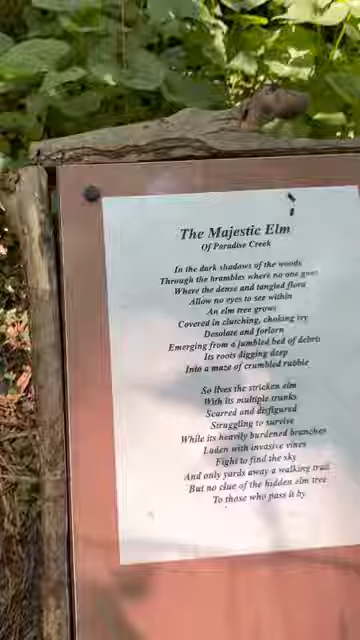 The Majestic Elm
Of Paradise Creek
In the dark shadows of the woods
Through the brambles where no one goes
Where the dense and tangled flora
Allow no eyes to see within
An elm tree grows
Covered in clutching, choking ivy
Desolate and forlorn
Emerging from a jumbled bed of debris
Its roots digging deep
Into a maze of crumbled rubble
So lives the stricken elm
With its multiple trunks
Scarred and disfigured
Struggling to survive
While its heavily burdened branches
Laden with invasive vines
Fight to find the sky
And only yards away a walking trail
But no clue of the hidden elm tree
To those who pass it by